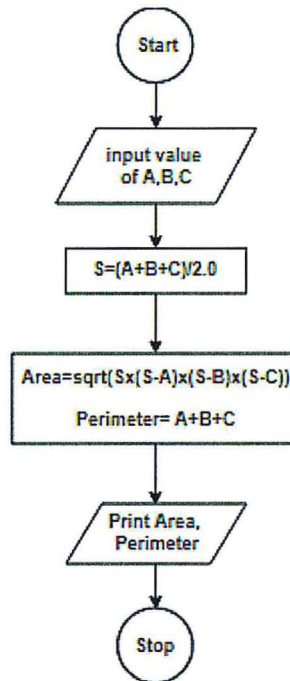 Start
input value
of A,B,C
S=(A+B+C)/2.0
Area=sqrt(Sx(S-A)x(S-B)x(S-C))
Perimeter= A+B+C
Print Area,
Perimeter
Stop